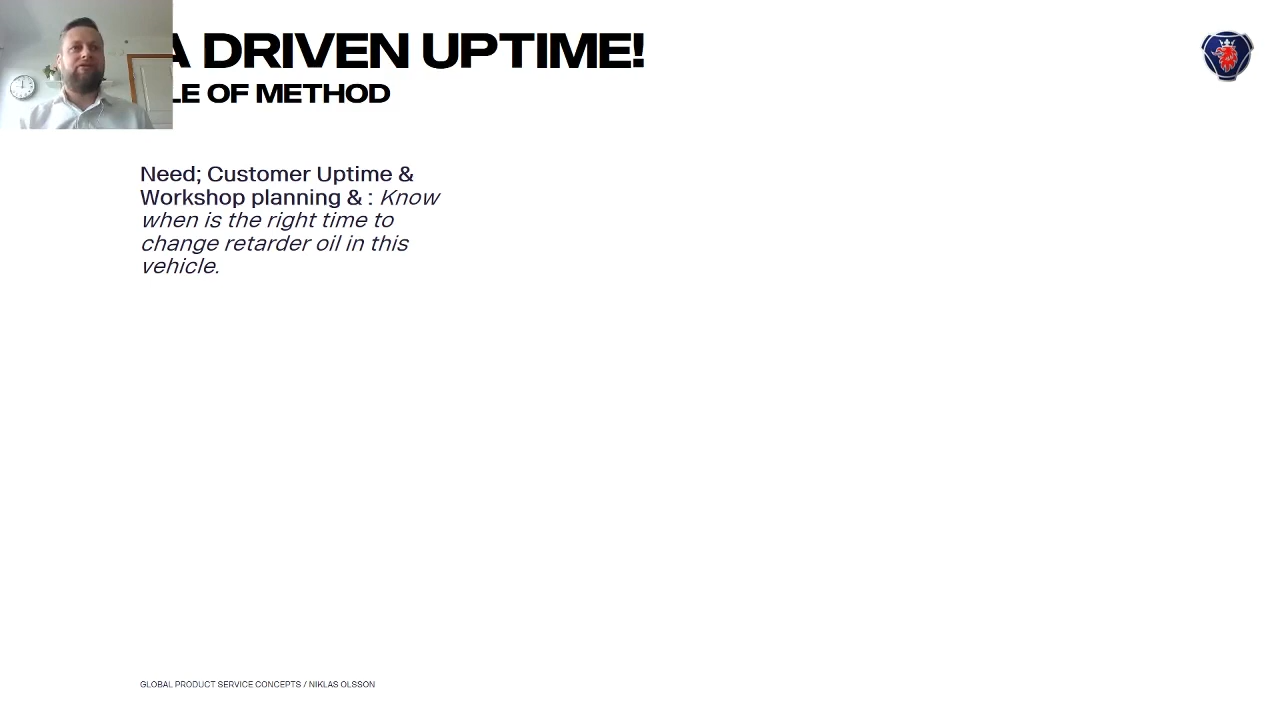 A DRIVEN UPTIME!
LE OF METHOD
Need; Customer Uptime &
Workshop planning & : Know
when is the right time to
change retarder oil in this
vehicle.
GLOBAL PRODUCT SERVICE CONCEPTS / NIKLAS OLSSON